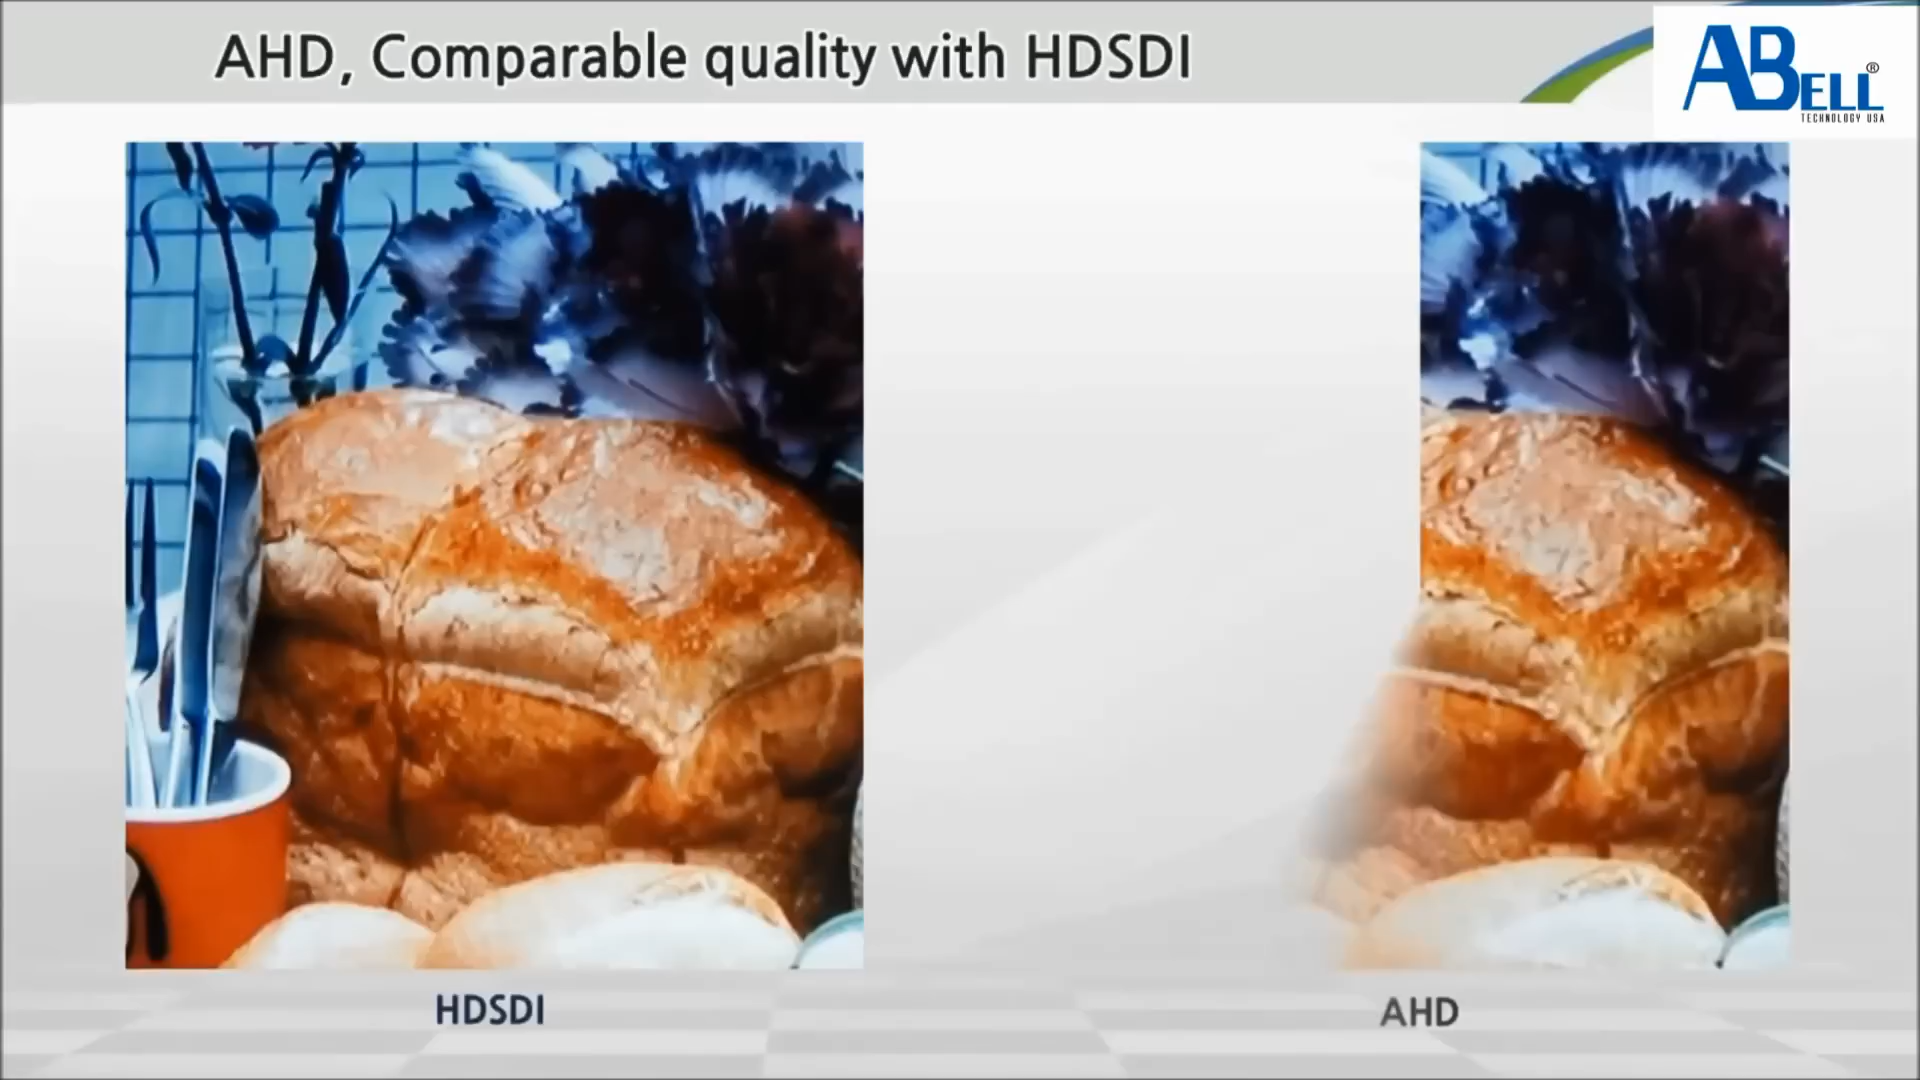 AHD, Comparable quality with HDSDI
ABELL®
TECHNOLOGY USA
HDSDI
AHD